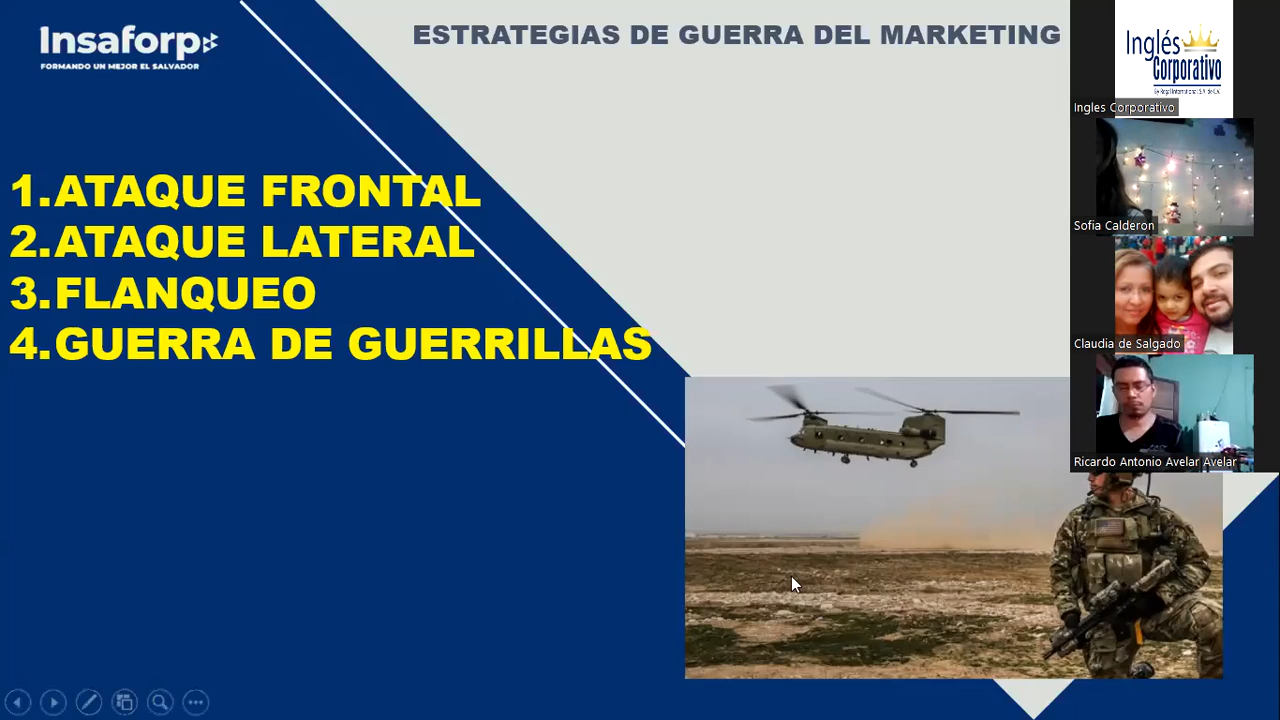 Insaforp
FORMANDO UN MEJOR EL SALVADOR
ESTRATEGIAS DE GUERRA DEL MARKETING
1.ATAQUE FRONTAL
2.ATAQUE LATERAL
3.FLANQUEO
4.GUERRA DE GUERRILLAS
Inglés
Corporativo
Ingles Corporativo
Sofia Calderon
Claudia de Salgado
Ricardo Antonio Avelar Avelar